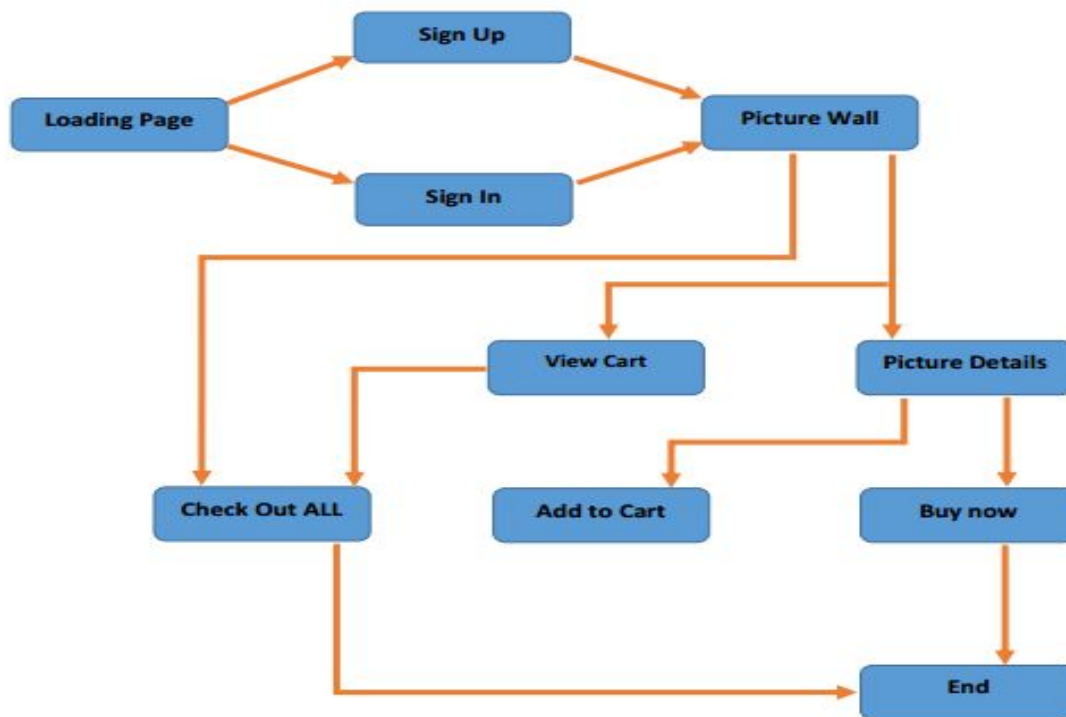 Sign Up
Loading Page
Picture Wall
Sign In
View Cart
Picture Details
Check Out ALL
Add to Cart
Buy now
End